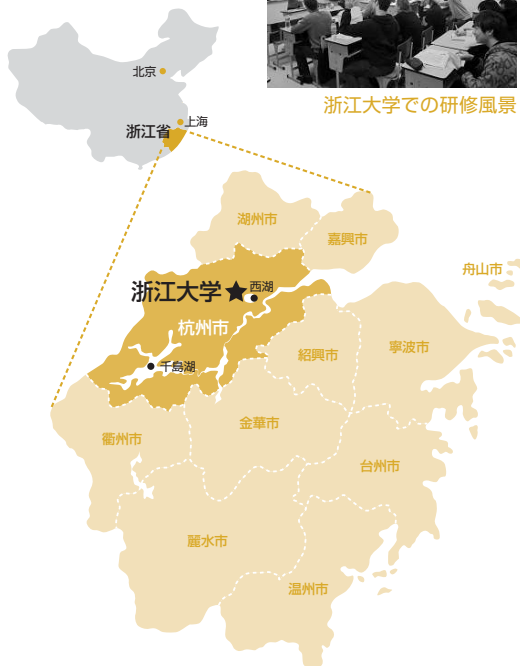 北京
上海
浙江省
浙江大学での研修風景
湖州市
嘉興市
舟山市
浙江大学
西湖
杭州市
紹興市
寧波市
千島湖
金華市
衢州市
台州市
麗水市
温州市